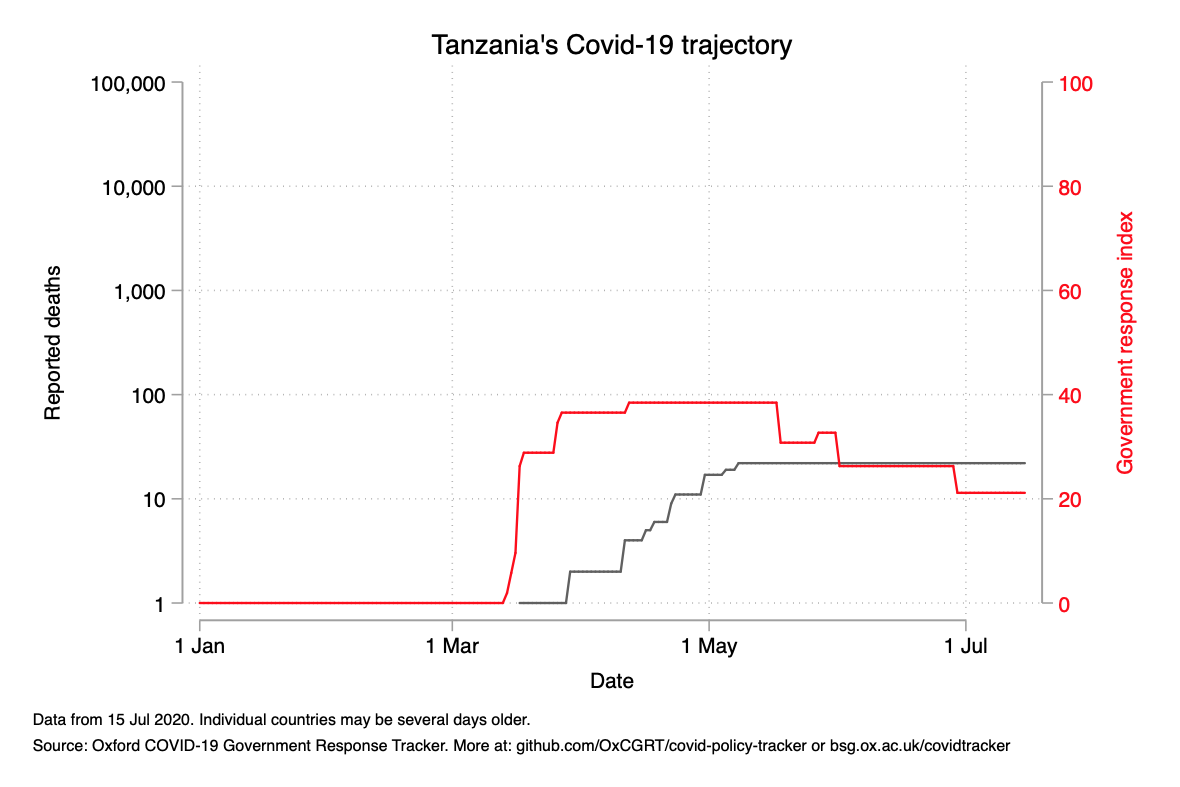 Tanzania's Covid-19 trajectory
100,000
10,000
1,000
100
10
1
Reported deaths
100
80
60
40
20
0
Government response index
1 Jan
1 Mar
1 May
1 Jul
Date
Data from 15 Jul 2020. Individual countries may be several days older.
Source: Oxford COVID-19 Government Response Tracker. More at: github.com/OxCGRT/covid-policy-tracker or bsg.ox.ac.uk/covidtracker